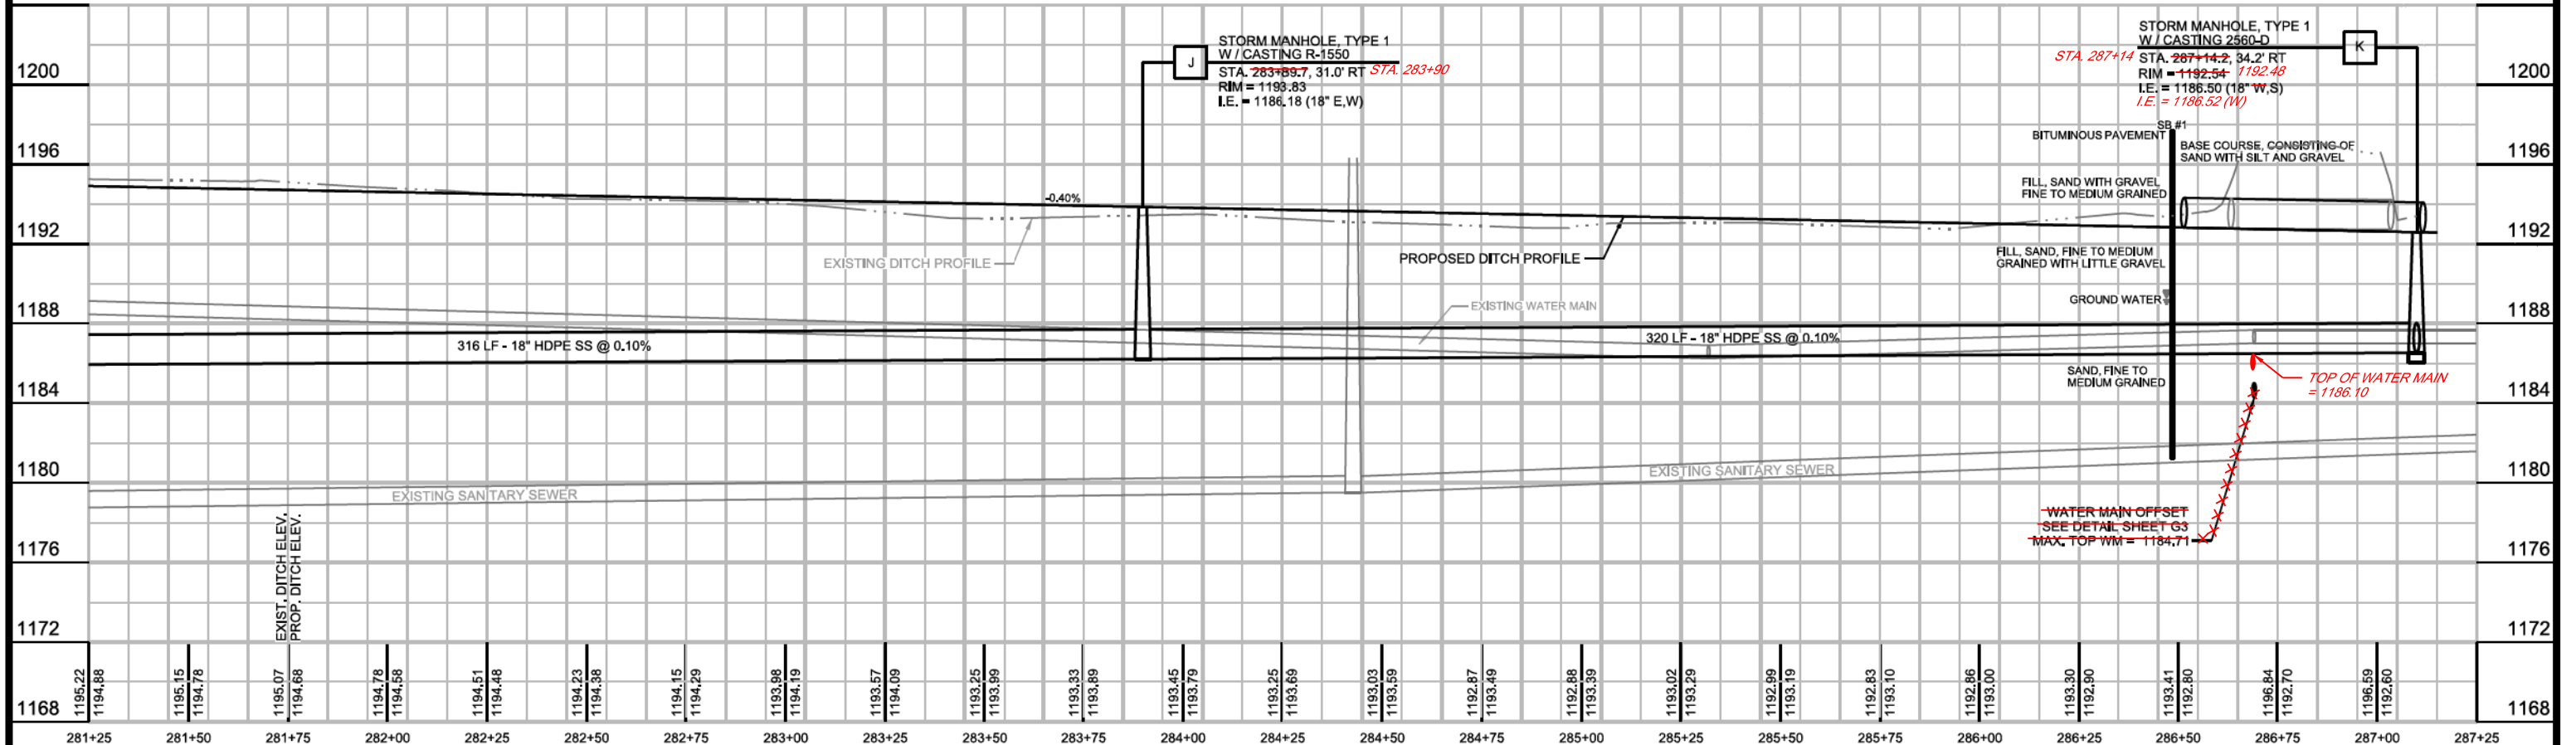 STORM MANHOLE, TYPE 1
W / CASTING R-1550
J
STA. 283+89.7, 31.0' RT STA. 283+90
RIM = 1193.83
I.E. = 1186.18 (18" E,W)
STORM MANHOLE, TYPE 1
W / CASTING 2560-D
K
STA. 287+14 STA. 287+14.2, 34.2' RT
RIM = 1192.54 1192.48
I.E. = 1186.50 (18" W,S)
I.E. = 1186.52 (W)
1200
1200
SB #1
BITUMINOUS PAVEMENT
BASE COURSE, CONSISTING OF
SAND WITH SILT AND GRAVEL
1196
1196
FILL, SAND WITH GRAVEL
FINE TO MEDIUM GRAINED
-0.40%
1192
1192
EXISTING DITCH PROFILE
PROPOSED DITCH PROFILE
FILL, SAND, FINE TO MEDIUM
GRAINED WITH LITTLE GRAVEL
GROUND WATER
EXISTING WATER MAIN
1188
1188
316 LF - 18" HDPE SS @ 0.10%
320 LF - 18" HDPE SS @ 0.10%
SAND, FINE TO
MEDIUM GRAINED
TOP OF WATER MAIN
= 1186.10
1184
1184
1180
1180
EXISTING SANITARY SEWER
EXISTING SANITARY SEWER
WATER MAIN OFFSET
SEE DETAIL SHEET G3
MAX. TOP WM = 1184.71
1176
1176
EXIST. DITCH ELEV.
PROP. DITCH ELEV.
1172
1172
1168
1168
1195.22
1194.88
1195.15
1194.78
1195.07
1194.68
1194.78
1194.58
1194.51
1194.48
1194.23
1194.38
1194.15
1194.29
1193.98
1194.19
1193.57
1194.09
1193.25
1193.99
1193.33
1193.89
1193.45
1193.79
1193.25
1193.69
1193.03
1193.59
1192.87
1193.49
1192.88
1193.39
1193.02
1193.29
1192.99
1193.19
1192.83
1193.10
1192.86
1193.00
1193.30
1192.90
1193.41
1192.80
1196.84
1192.70
1196.59
1192.60
281+25 281+50 281+75 282+00 282+25 282+50 282+75 283+00 283+25 283+50 283+75 284+00 284+25 284+50 284+75 285+00 285+25 285+50 285+75 286+00 286+25 286+50 286+75 287+00 287+25